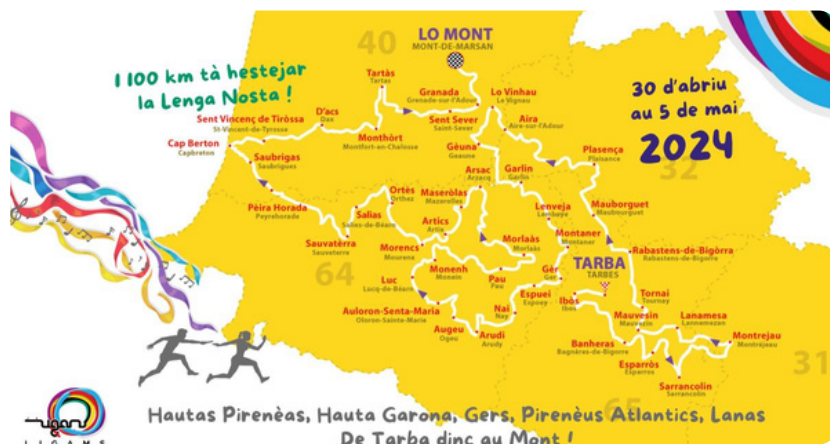 1 100 km tà hestejar
la Lenga Nosta !
30 d'abriu
au 5 de mai
2024
40
32
64
65
31
LO MONT
MONT-DE-MARSAN
Tartàs
Tartas
Granada
Grenade-sur-l'Adour
Lo Vinhau
Le Vignau
D'acs
Dax
Sent Sever
Saint-Sever
Aira
Aire-sur-l'Adour
Sent Vincenç de Tiròssa
St-Vincent-de-Tyrosse
Cap Berton
Capbreton
Monthòrt
Montfort-en-Chalosse
Gèuna
Geaune
Plasença
Plaisance
Saubrigas
Saubrigues
Arsac
Arzacq
Garlin
Garlin
Ortès
Orthez
Maseròlas
Mazerolles
Lenveja
Lembeye
Mauborguet
Maubourguet
Pèira Horada
Peyrehorade
Salias
Salies-de-Béarn
Artics
Artix
Montaner
Montaner
Sauvatèrra
Sauveterre
Morencs
Mourenx
Morlaàs
Morlaàs
Rabastens-de-Bigòrra
Rabastens-de-Bigorre
TARBA
TARBES
Monenh
Monein
Pau
Pau
Gèr
Ger
Luc
Lucq-de-Béarn
Espuei
Espoey
Ibòs
Ibos
Tornai
Tournay
Auloron-Senta-Maria
Oloron-Sainte-Marie
Nai
Nay
Mauvesin
Mauvezin
Lanamesa
Lannemezan
Augeu
Ogeu
Arudi
Arudy
Banheras
Bagnères-de-Bigorre
Montrejau
Montréjeau
Esparròs
Esparros
Sarrancolin
Sarrancolin
Hautas Pirenèas, Hauta Garona, Gers, Pirenèus Atlantics, Lanas
De Tarba dinc au Mont !